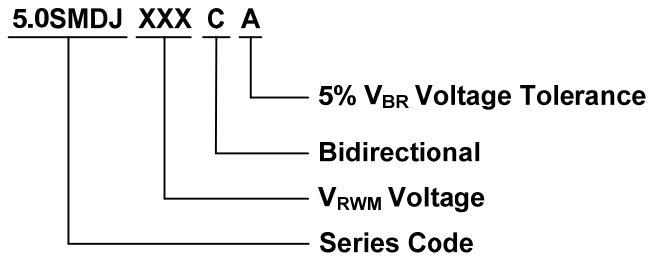 5.0SMDJ XXX C A
5% VBR Voltage Tolerance
Bidirectional
VRWM Voltage
Series Code